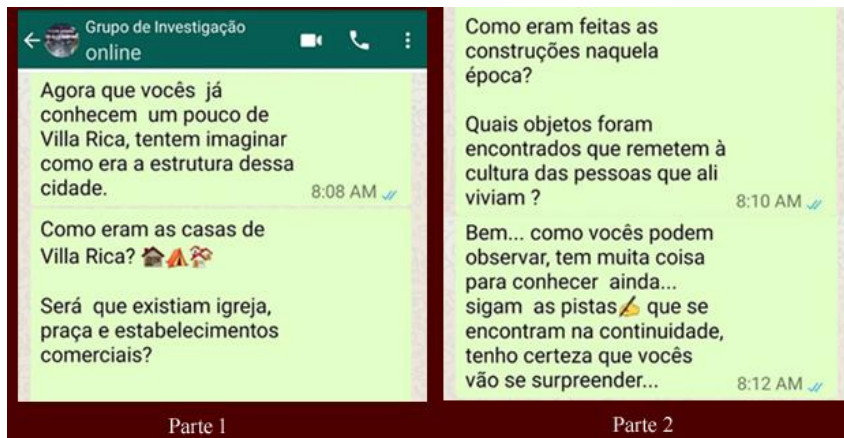 Grupo de Investigação
online
Agora que vocês já
conhecem um pouco de
Villa Rica, tentem imaginar
como era a estrutura dessa
cidade.
8:08 AM
Como eram as casas de
Villa Rica? 🏠⛺🏘
Será que existiam igreja,
praça e estabelecimentos
comerciais?
Parte 1
Como eram feitas as
construções naquela
época?
Quais objetos foram
encontrados que remetem à
cultura das pessoas que ali
viviam ?
8:10 AM
Bem... como vocês podem
observar, tem muita coisa
para conhecer ainda...
sigam as pistas✍ que se
encontram na continuidade,
tenho certeza que vocês
vão se surpreender...
8:12 AM
Parte 2